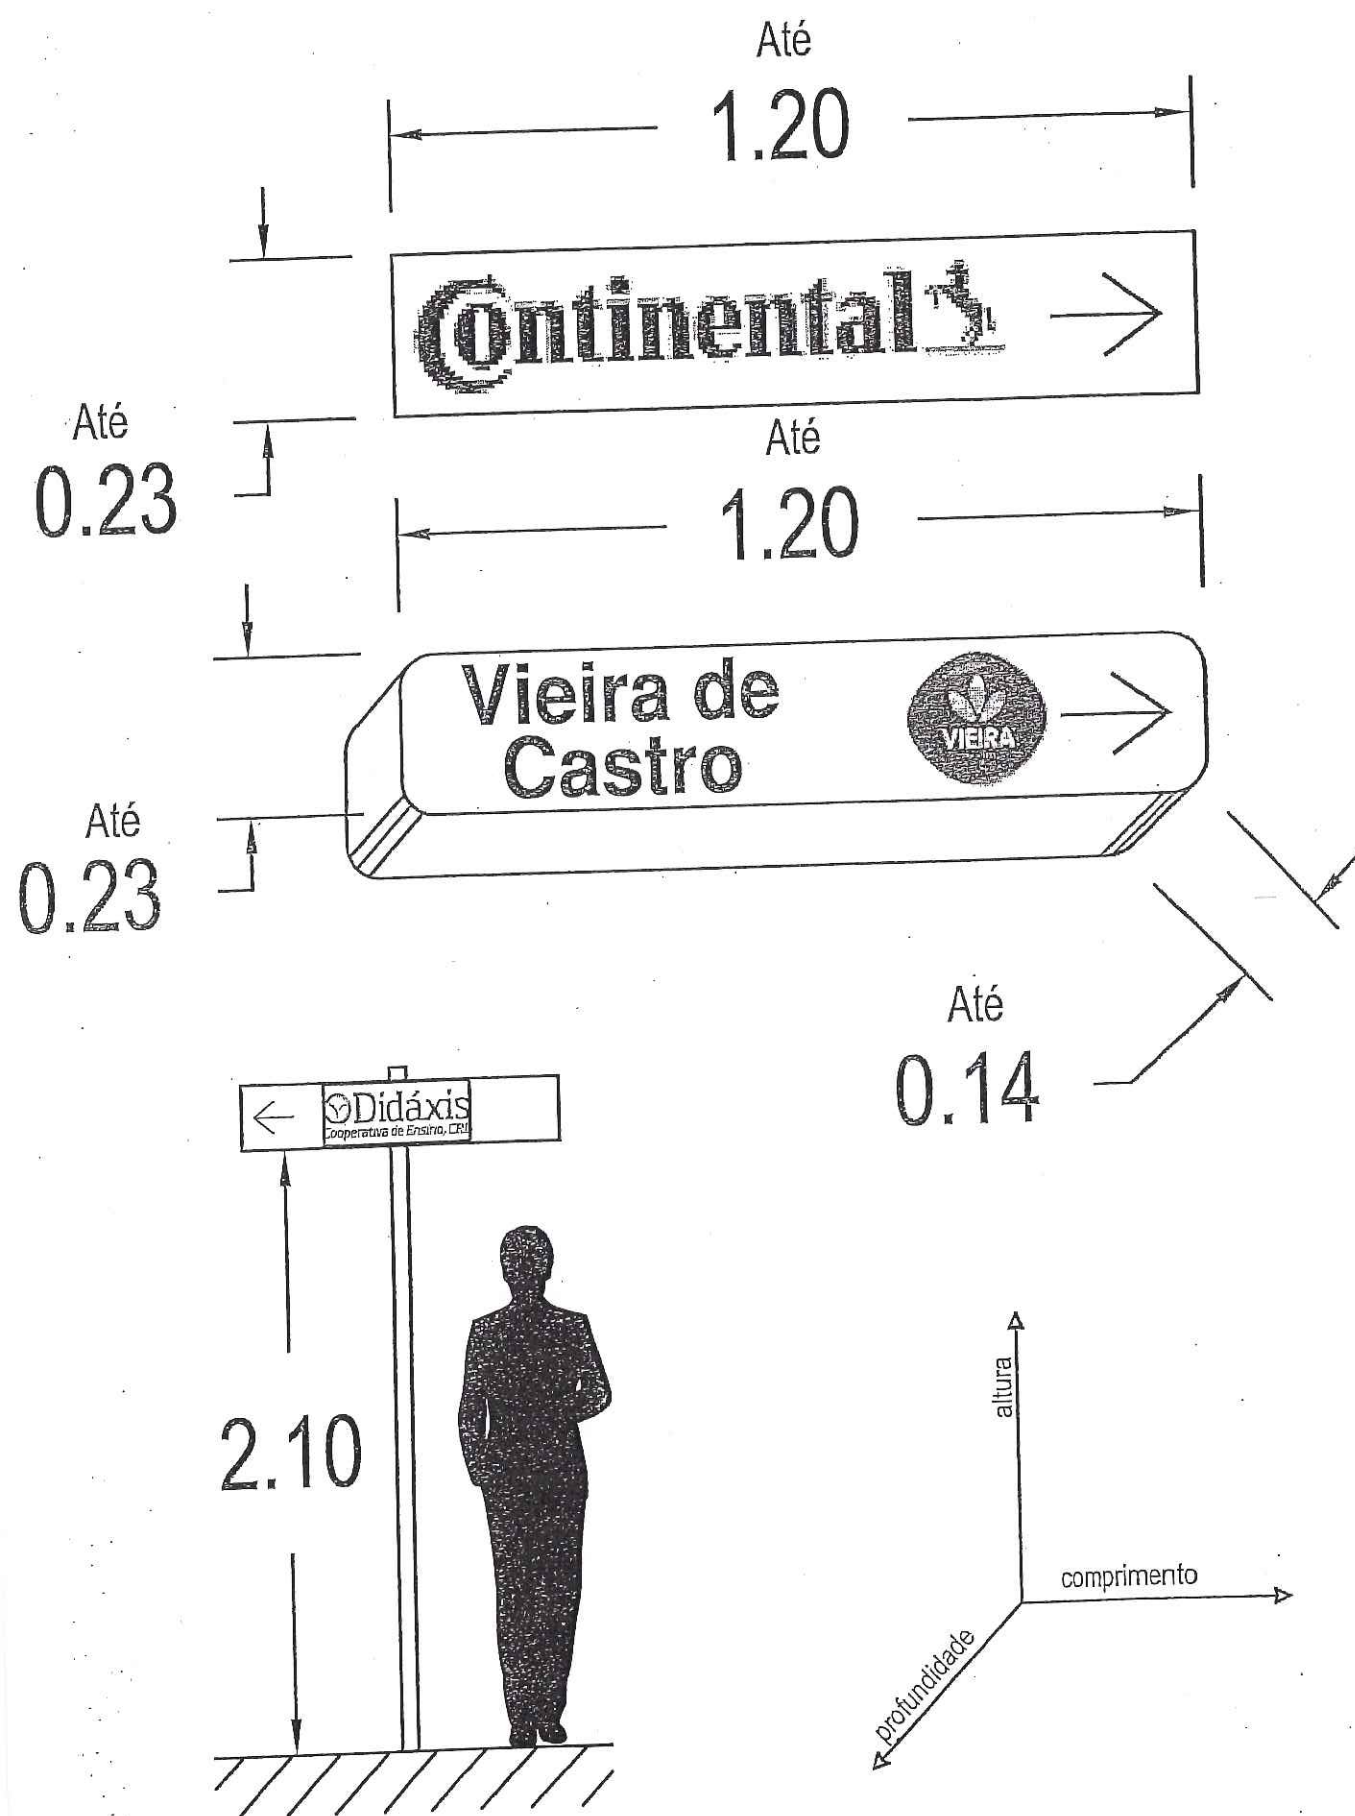 Até
1.20
Continental
Até
0.23
Até
1.20
Vieira de
Castro
VIEIRA
Até
0.23
Até
0.14
Didáxis
Cooperativa de Ensino, CRL
2.10
altura
comprimento
profundidade